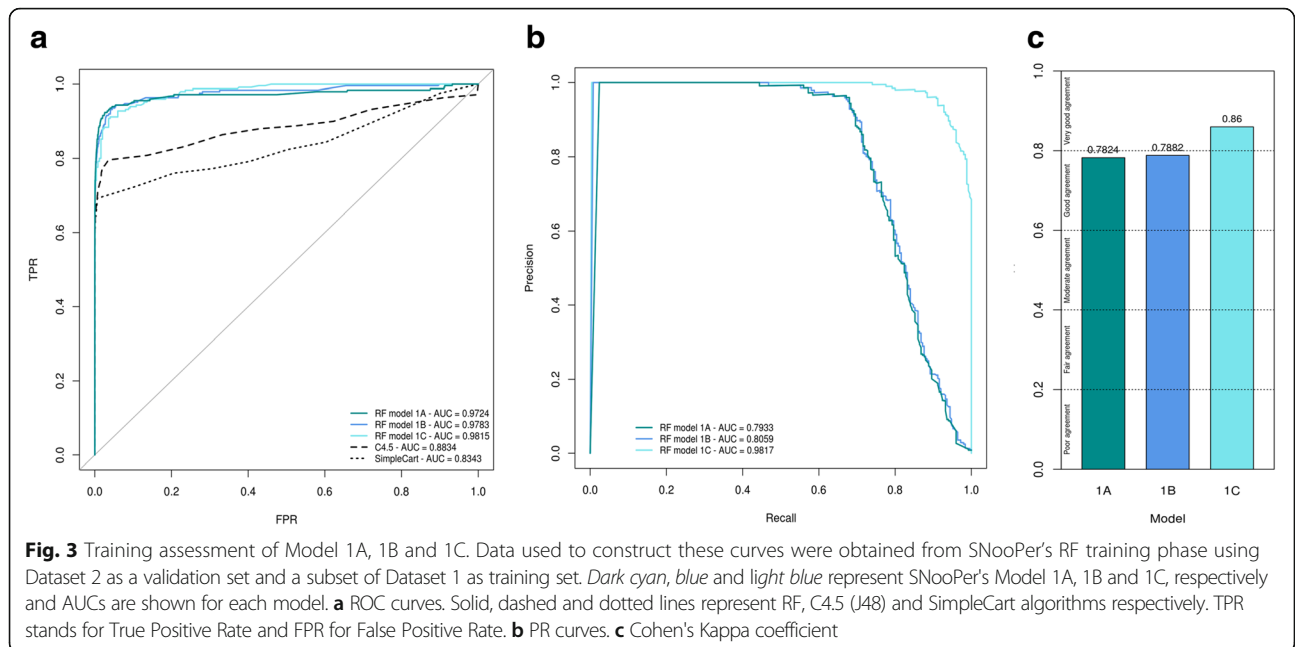 a
1.0
0.8
0.6
0.4
0.2
0.0
TPR
RF model 1A - AUC = 0.9724
RF model 1B - AUC = 0.9783
RF model 1C - AUC = 0.9815
C4.5 - AUC = 0.8834
SimpleCart - AUC = 0.8343
0.0 0.2 0.4 0.6 0.8 1.0
FPR
b
1.0
0.8
0.6
0.4
0.2
0.0
Precision
RF model 1A - AUC = 0.7933
RF model 1B - AUC = 0.8059
RF model 1C - AUC = 0.9817
0.0 0.2 0.4 0.6 0.8 1.0
Recall
c
1.0
0.8
0.6
0.4
0.2
0.0
Very good agreement
Good agreement
Moderate agreement
Fair agreement
Poor agreement
0.7824
0.7882
0.86
1A 1B 1C
Model
Fig. 3 Training assessment of Model 1A, 1B and 1C. Data used to construct these curves were obtained from SNooPer's RF training phase using
Dataset 2 as a validation set and a subset of Dataset 1 as training set. Dark cyan, blue and light blue represent SNooPer's Model 1A, 1B and 1C, respectively
and AUCs are shown for each model. a ROC curves. Solid, dashed and dotted lines represent RF, C4.5 (J48) and SimpleCart algorithms respectively. TPR
stands for True Positive Rate and FPR for False Positive Rate. b PR curves. c Cohen's Kappa coefficient